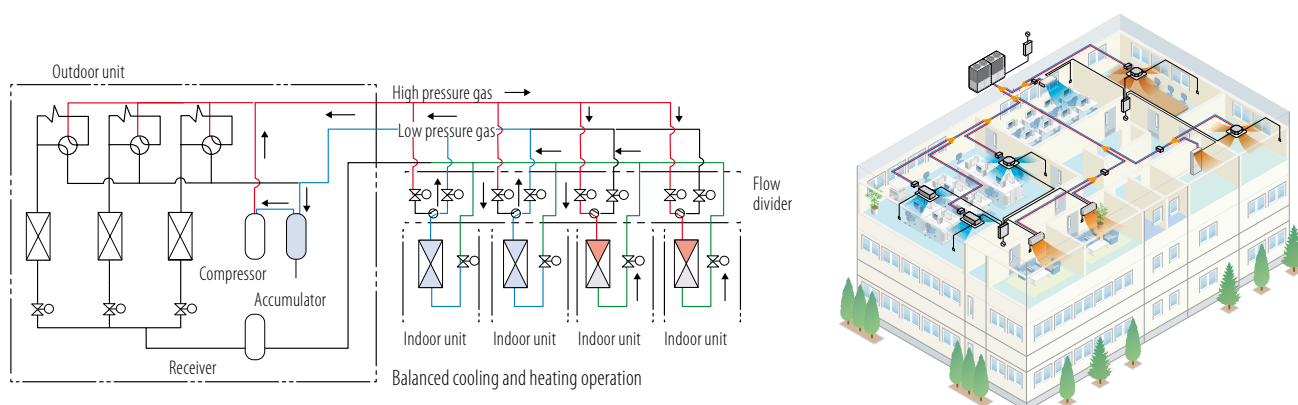 Outdoor unit
High pressure gas
Low pressure gas
Flow
divider
Compressor
Accumulator
Receiver
Indoor unit
Indoor unit
Indoor unit
Indoor unit
Balanced cooling and heating operation